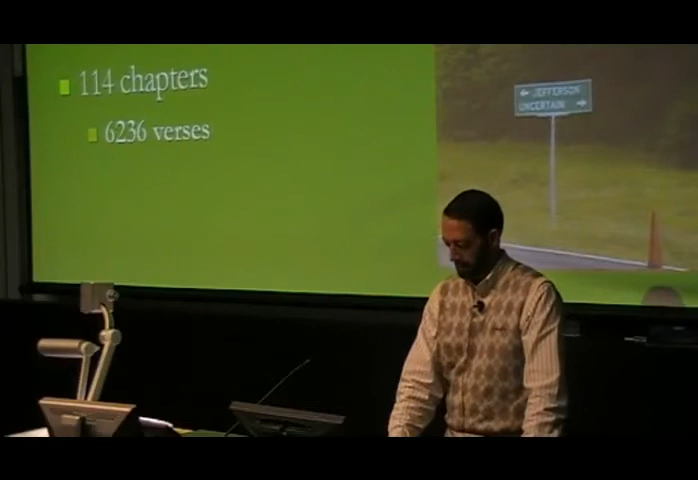 114 chapters
6236 verses
← JEFFERSON
UNCERTAIN →